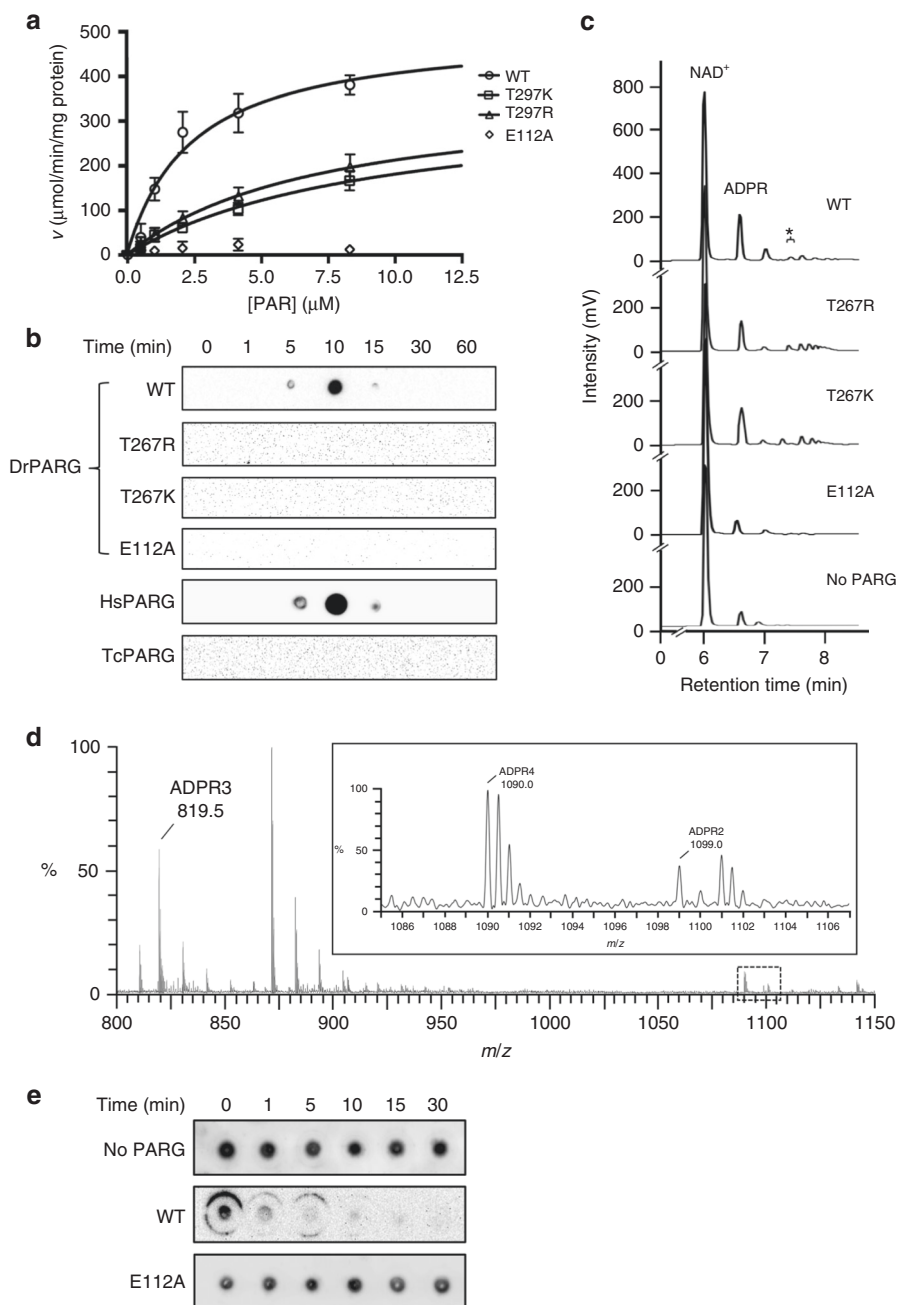 a
500
400
300
200
100
0
0.0 2.5 5.0 7.5 10.0 12.5
v (μmol/min/mg protein)
[PAR] (μM)
WT
T297K
T297R
E112A
b
Time (min) 0 1 5 10 15 30 60
DrPARG
WT
T267R
T267K
E112A
HsPARG
TcPARG
c
NAD+
ADPR
*
WT
T267R
T267K
E112A
No PARG
800
600
400
200
0
200
0
200
0
200
0
200
0
Intensity (mV)
0 6 7 8
Retention time (min)
d
100
50
0
%
ADPR3
819.5
800 850 900 950 1000 1050 1100 1150
m/z
100
50
0
%
ADPR4
1090.0
ADPR2
1099.0
1086 1088 1090 1092 1094 1096 1098 1100 1102 1104 1106
m/z
e
Time (min) 0 1 5 10 15 30
No PARG
WT
E112A